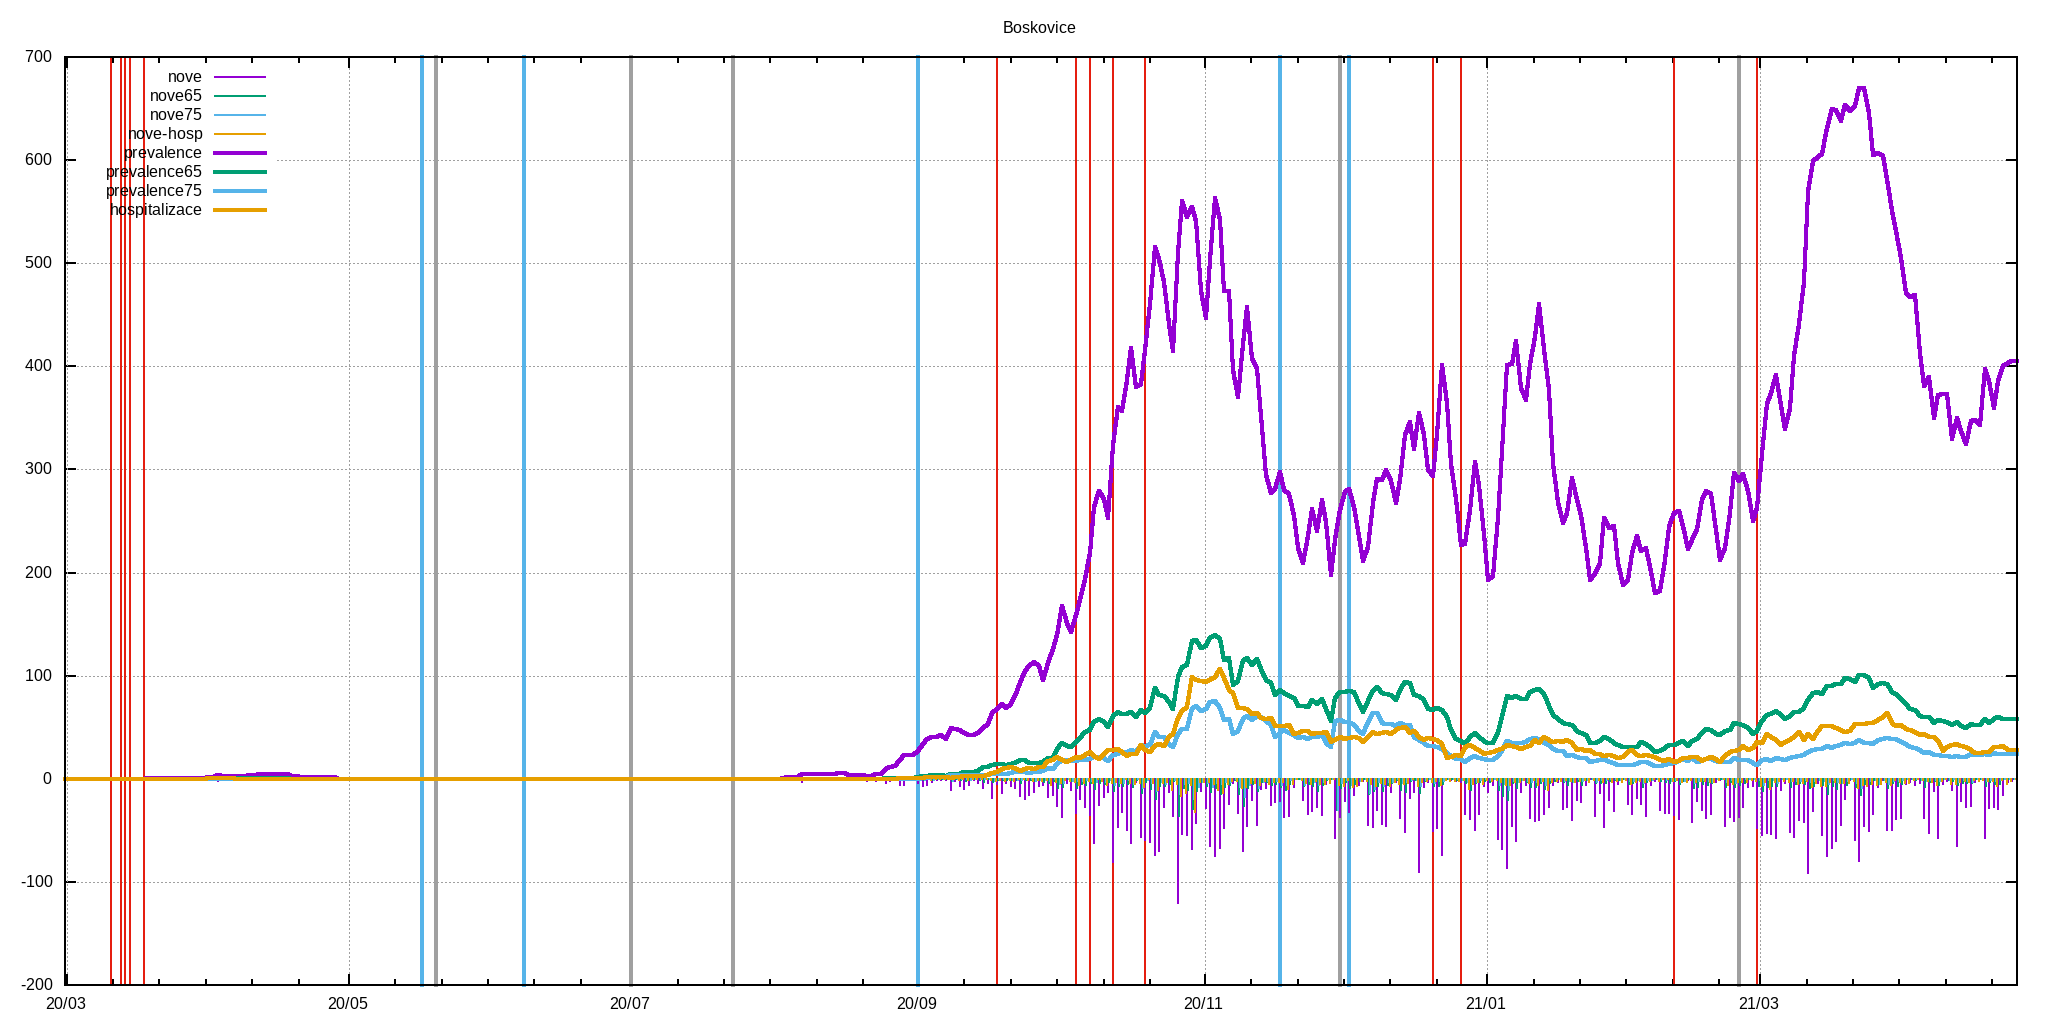 Boskovice
700
nove
nove65
nove75
nove-hosp
prevalence
prevalence65
prevalence75
hospitalizace
600
500
400
300
200
100
0
-100
-200
20/03 20/05 20/07 20/09 20/11 21/01 21/03